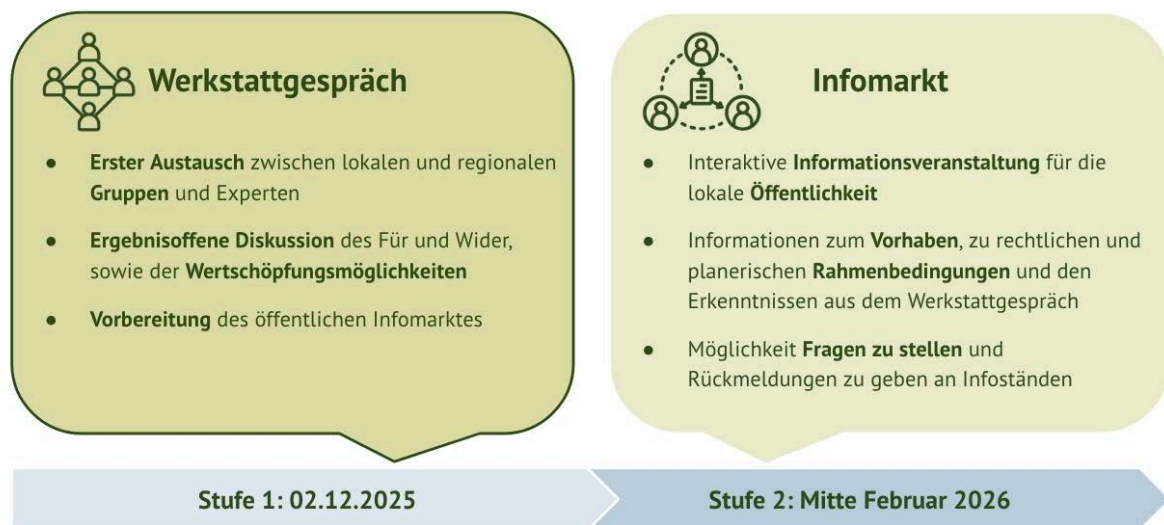 Werkstattgespräch
● Erster Austausch zwischen lokalen und regionalen
Gruppen und Experten
● Ergebnisoffene Diskussion des Für und Wider,
sowie der Wertschöpfungsmöglichkeiten
● Vorbereitung des öffentlichen Infomarktes
Infomarkt
● Interaktive Informationsveranstaltung für die
lokale Öffentlichkeit
● Informationen zum Vorhaben, zu rechtlichen und
planerischen Rahmenbedingungen und den
Erkenntnissen aus dem Werkstattgespräch
● Möglichkeit Fragen zu stellen und
Rückmeldungen zu geben an Infoständen
Stufe 1: 02.12.2025
Stufe 2: Mitte Februar 2026